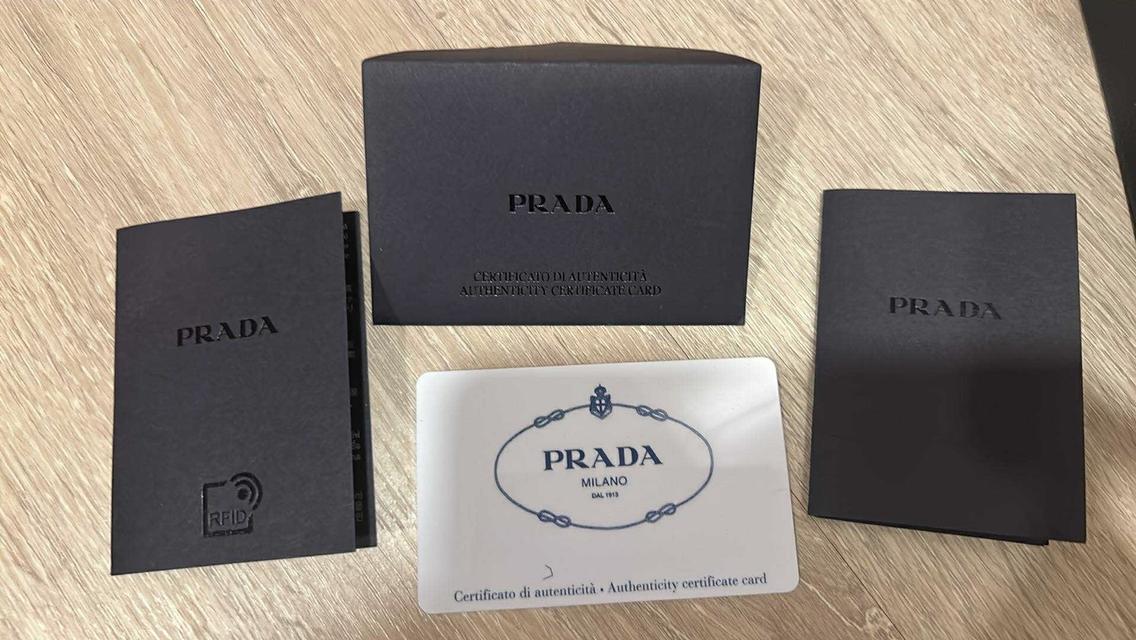 PRADA
CERTIFICATO DI AUTENTICITÀ
AUTHENTICITY CERTIFICATE CARD
PRADA
RFID
PRADA
MILANO
DAL 1913
Certificato di autenticità • Authenticity certificate card
PRADA